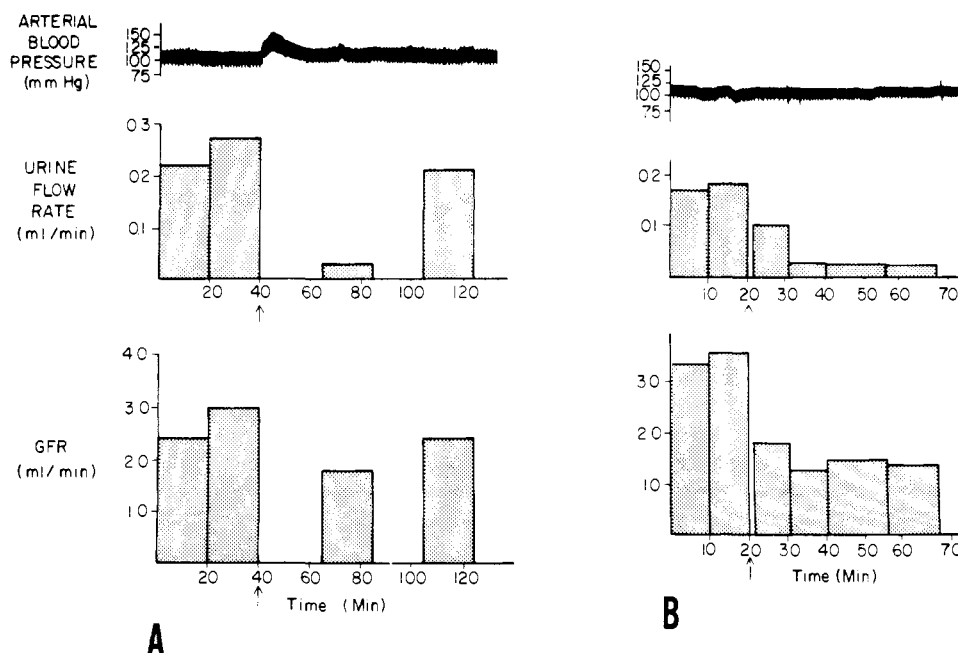 ARTERIAL
BLOOD
PRESSURE
(mm Hg)
150
125
100
75
URINE
FLOW
RATE
(ml/min)
0.3
0.2
0.1
20 40 60 80 100 120
GFR
(ml/min)
4.0
3.0
2.0
1.0
20 40 60 80 100 120
Time (Min)
A
150
125
100
75
0.2
0.1
10 20 30 40 50 60 70
3.0
2.0
1.0
10 20 30 40 50 60 70
Time (Min)
B